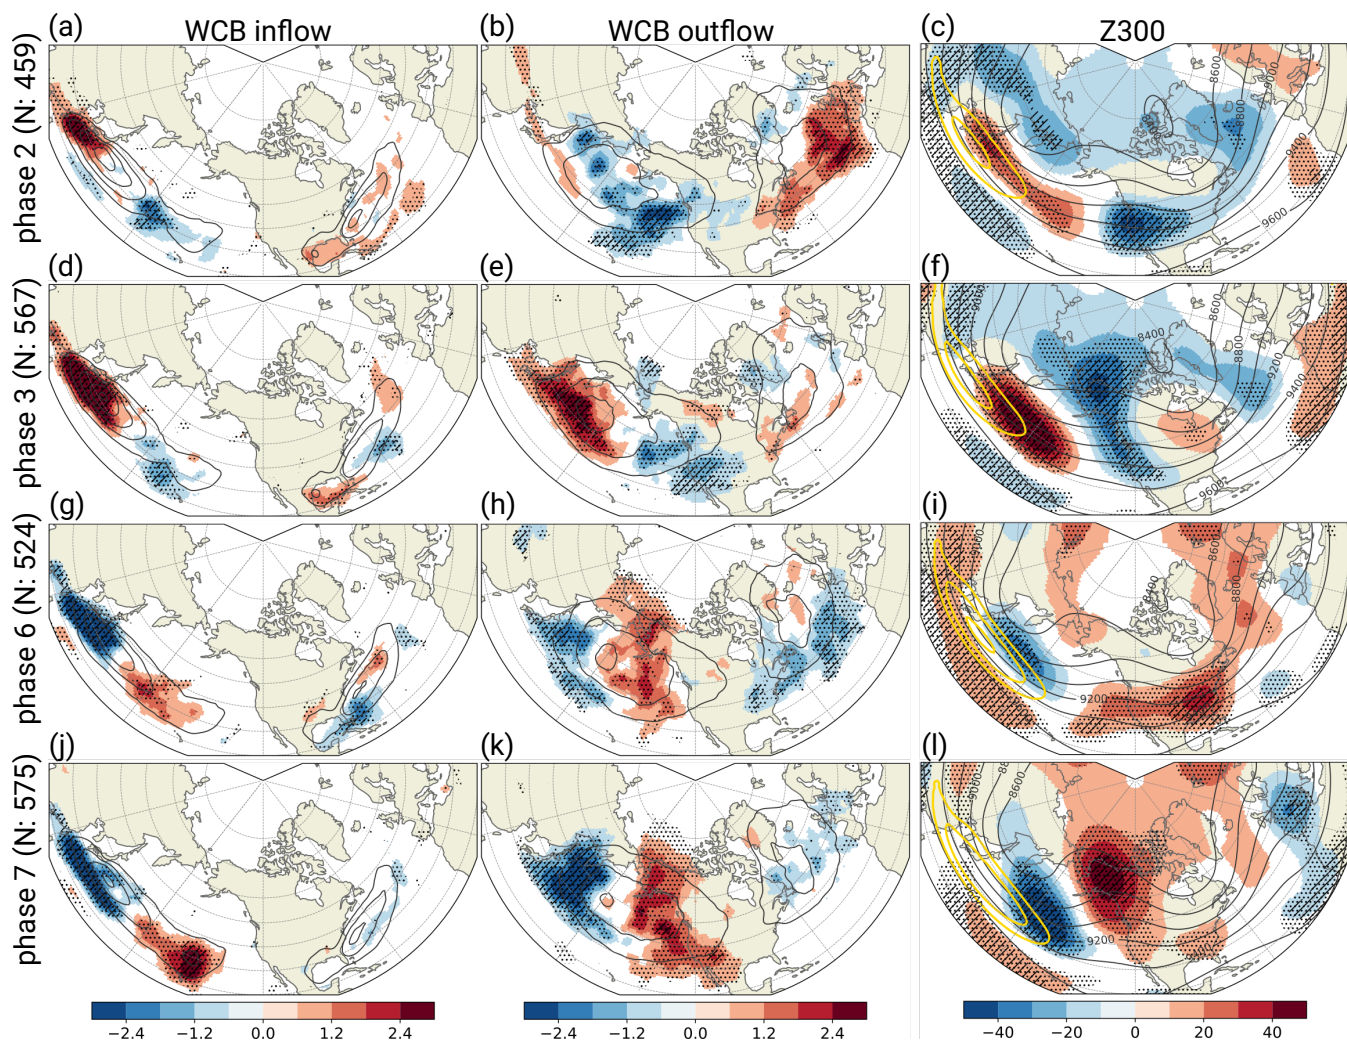 (a) WCB inflow (b) WCB outflow (c) Z300
phase 2 (N: 459)
8600 9000 8800 8400 9600
(d) (e) (f)
phase 3 (N: 567)
9000 8400 8600 8800 9200 9400 9600
(g) (h) (i)
phase 6 (N: 524)
9000 8400 8600 8800 9200
(j) (k) (l)
phase 7 (N: 575)
9000 8600 9200
−2.4 −1.2 0.0 1.2 2.4
−2.4 −1.2 0.0 1.2 2.4
−40 −20 0 20 40